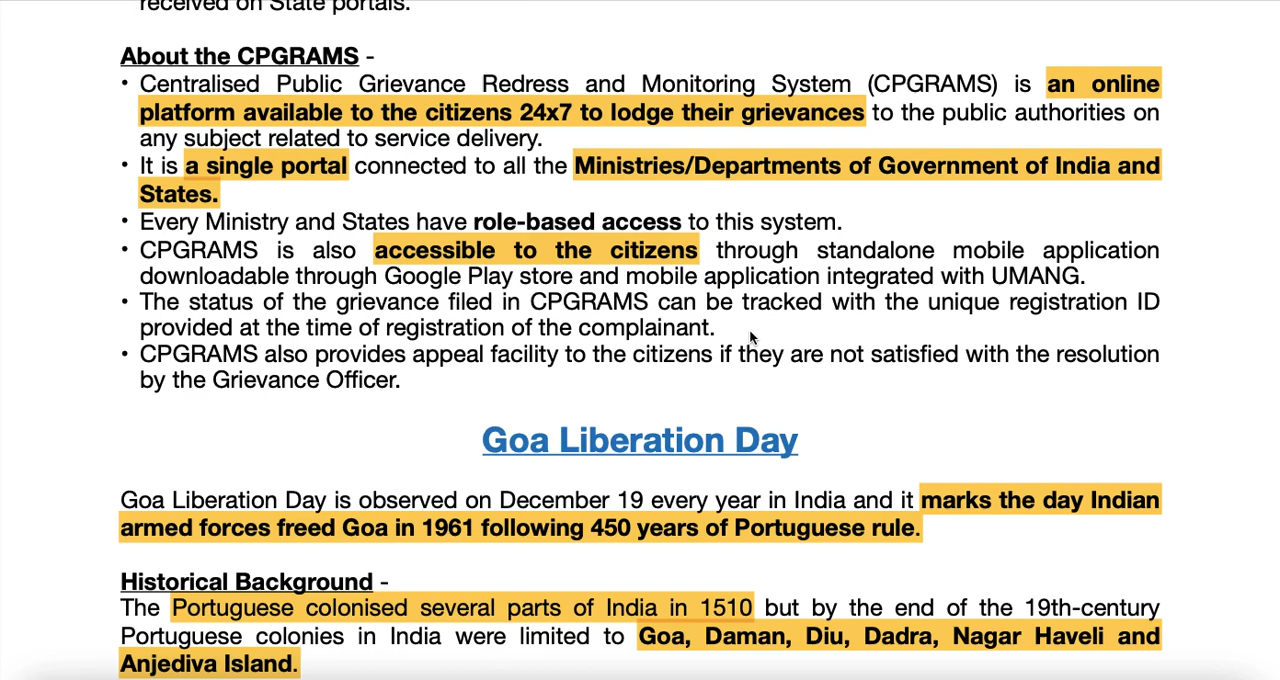 received on State portals.
About the CPGRAMS -
• Centralised Public Grievance Redress and Monitoring System (CPGRAMS) is an online
platform available to the citizens 24x7 to lodge their grievances to the public authorities on
any subject related to service delivery.
• It is a single portal connected to all the Ministries/Departments of Government of India and
States.
• Every Ministry and States have role-based access to this system.
• CPGRAMS is also accessible to the citizens through standalone mobile application
downloadable through Google Play store and mobile application integrated with UMANG.
• The status of the grievance filed in CPGRAMS can be tracked with the unique registration ID
provided at the time of registration of the complainant.
• CPGRAMS also provides appeal facility to the citizens if they are not satisfied with the resolution
by the Grievance Officer.
Goa Liberation Day
Goa Liberation Day is observed on December 19 every year in India and it marks the day Indian
armed forces freed Goa in 1961 following 450 years of Portuguese rule.
Historical Background -
The Portuguese colonised several parts of India in 1510 but by the end of the 19th-century
Portuguese colonies in India were limited to Goa, Daman, Diu, Dadra, Nagar Haveli and
Anjediva Island.